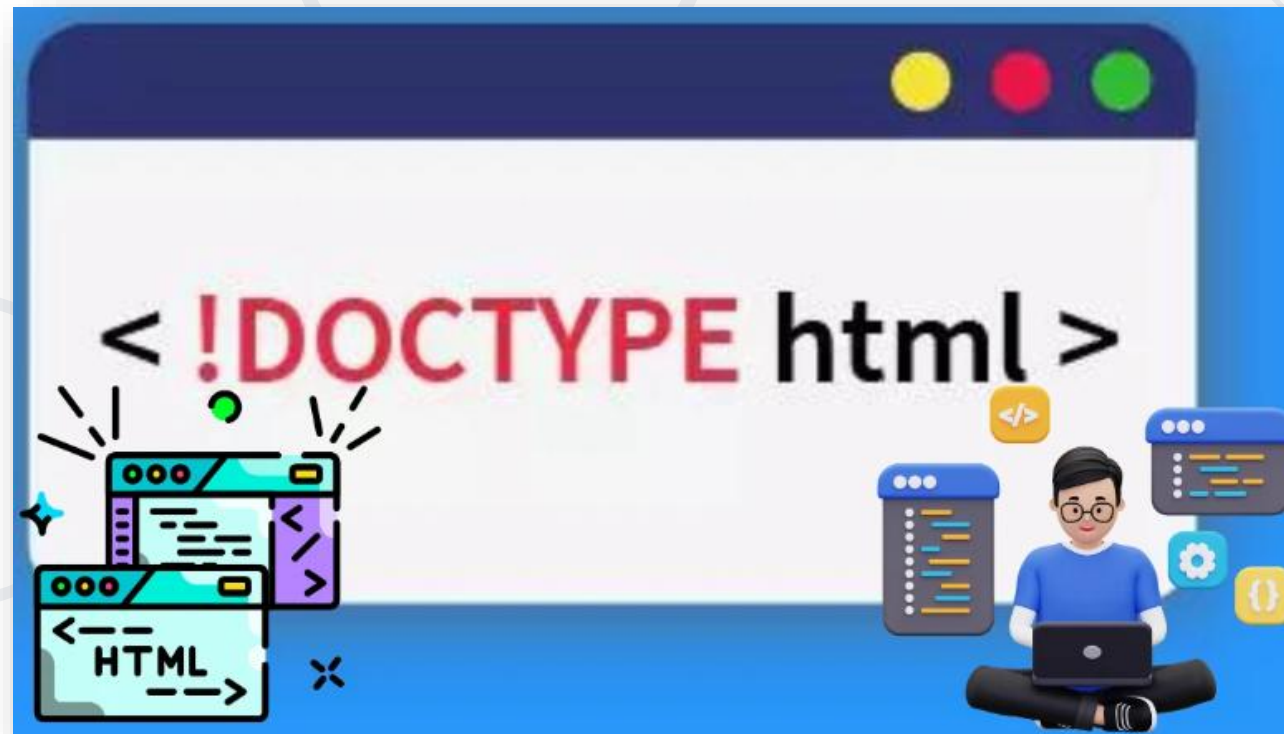 < !DOCTYPE html >
</>
< / >
<--
HTML
-->
{}